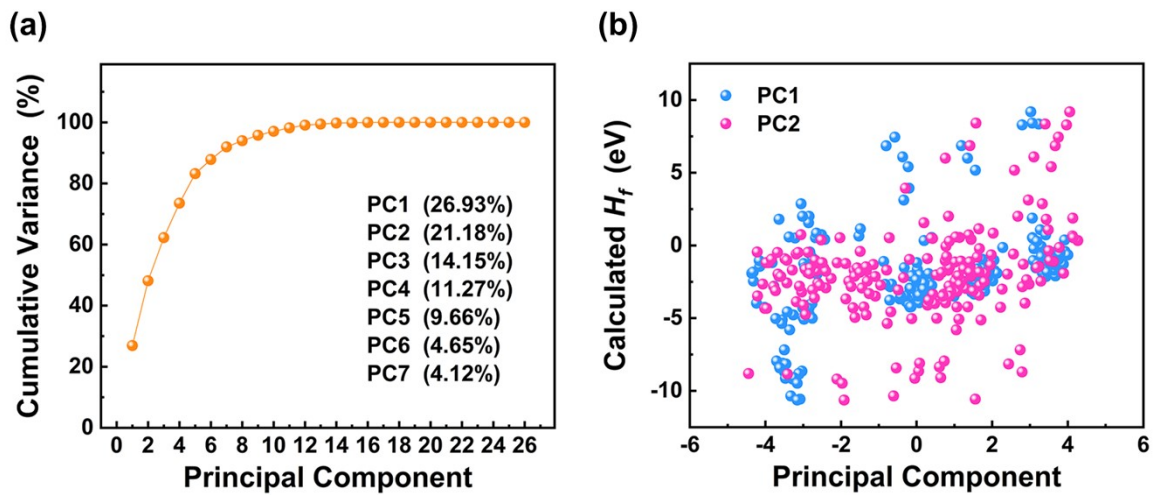 (a)
Cumulative Variance (%)
100
80
60
40
20
0
PC1 (26.93%)
PC2 (21.18%)
PC3 (14.15%)
PC4 (11.27%)
PC5 (9.66%)
PC6 (4.65%)
PC7 (4.12%)
0 2 4 6 8 10 12 14 16 18 20 22 24 26
Principal Component
(b)
Calculated Hf (eV)
10
5
0
-5
-10
PC1
PC2
-6 -4 -2 0 2 4 6
Principal Component